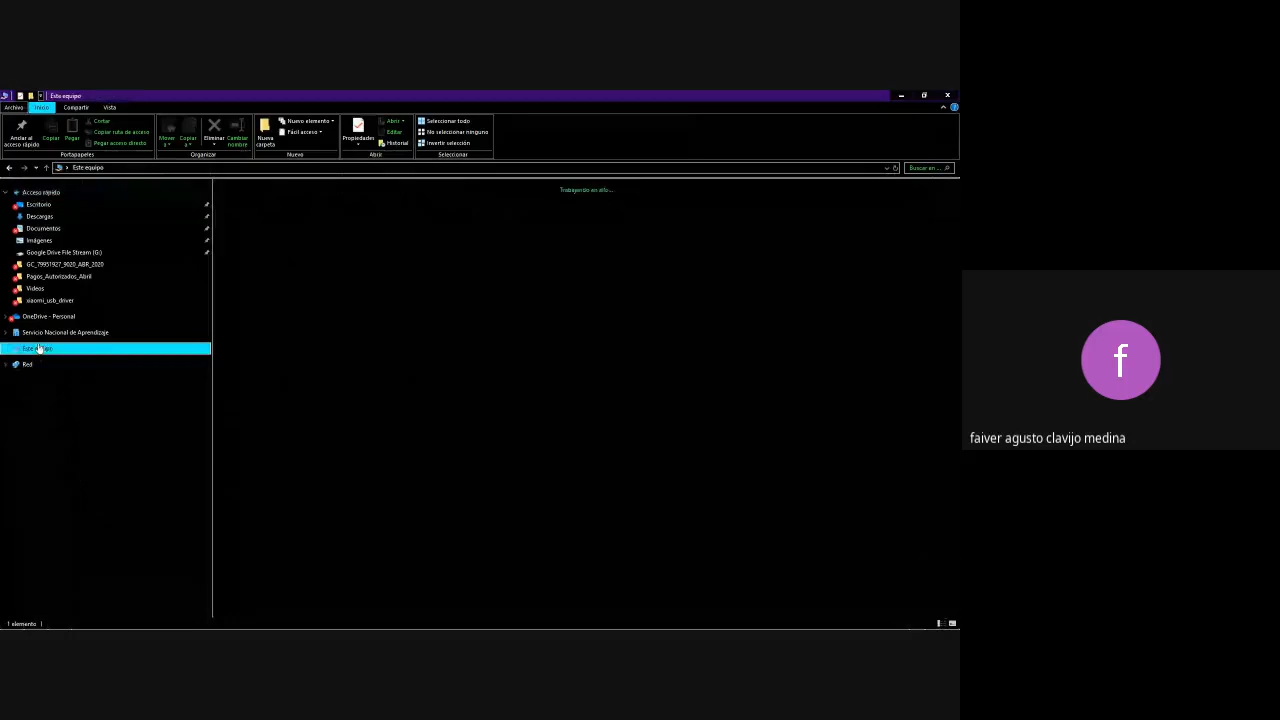 Este equipo
Archivo Inicio Compartir Vista
Anclar al acceso rápido
Copiar
Pegar
Cortar
Copiar ruta de acceso
Pegar acceso directo
Portapapeles
Mover a
Copiar a
Eliminar
Cambiar nombre
Organizar
Nueva carpeta
Nuevo elemento
Fácil acceso
Nuevo
Propiedades
Abrir
Editar
Historial
Abrir
Seleccionar todo
No seleccionar ninguno
Invertir selección
Seleccionar
Este equipo
Buscar en ...
Acceso rápido
Escritorio
Descargas
Documentos
Imágenes
Google Drive File Stream (G:)
GC_79951927_9020_ABR_2020
Pagos_Autorizados_Abril
Videos
xiaomi_usb_driver
OneDrive - Personal
Servicio Nacional de Aprendizaje
Este equipo
Red
Trabajando en ello...
1 elemento
f
faiver agusto clavijo medina